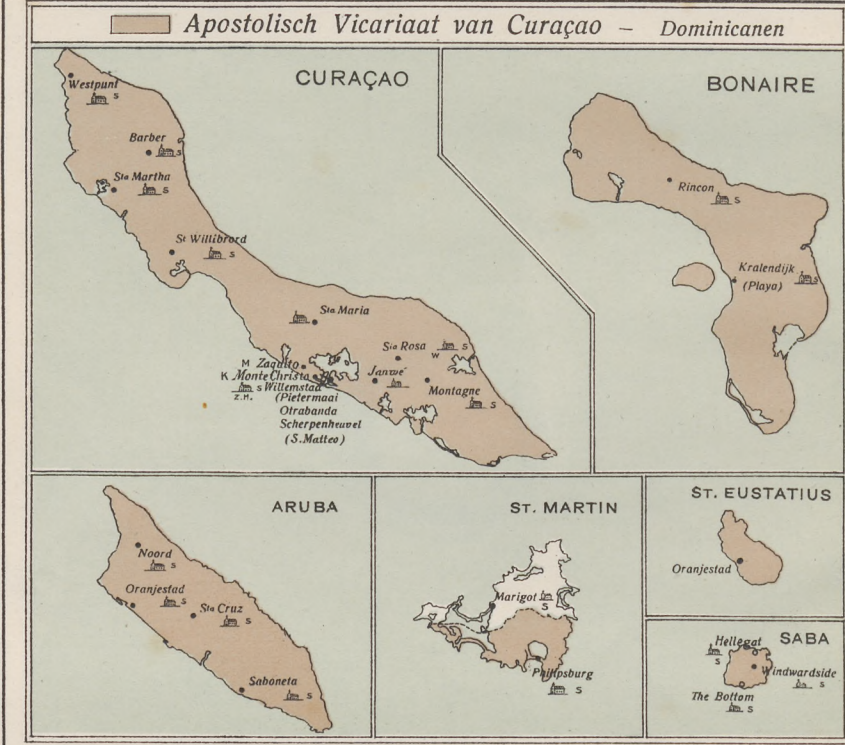 Apostolisch Vicariaat van Curaçao – Dominicanen
CURAÇAO
Westpunt
S
Barber
S
Sta Martha
S
St Willibrord
S
Sta Maria
Sta Rosa
W S
M Zaquito
K Monte Christo
S Willemstad
Z.H.
(Pietermaai
Otrabanda
Scherpenheuvel
(S. Matteo)
Janwé
Montagne
S
BONAIRE
Rincon
S
Kralendijk
S
(Playa)
ARUBA
Noord
S
Oranjestad
S
Sta Cruz
S
Saboneta
S
ST. MARTIN
Marigot
S
Philipsburg
S
ST. EUSTATIUS
Oranjestad
SABA
Hellegat
S
Windwardside
S
The Bottom
S